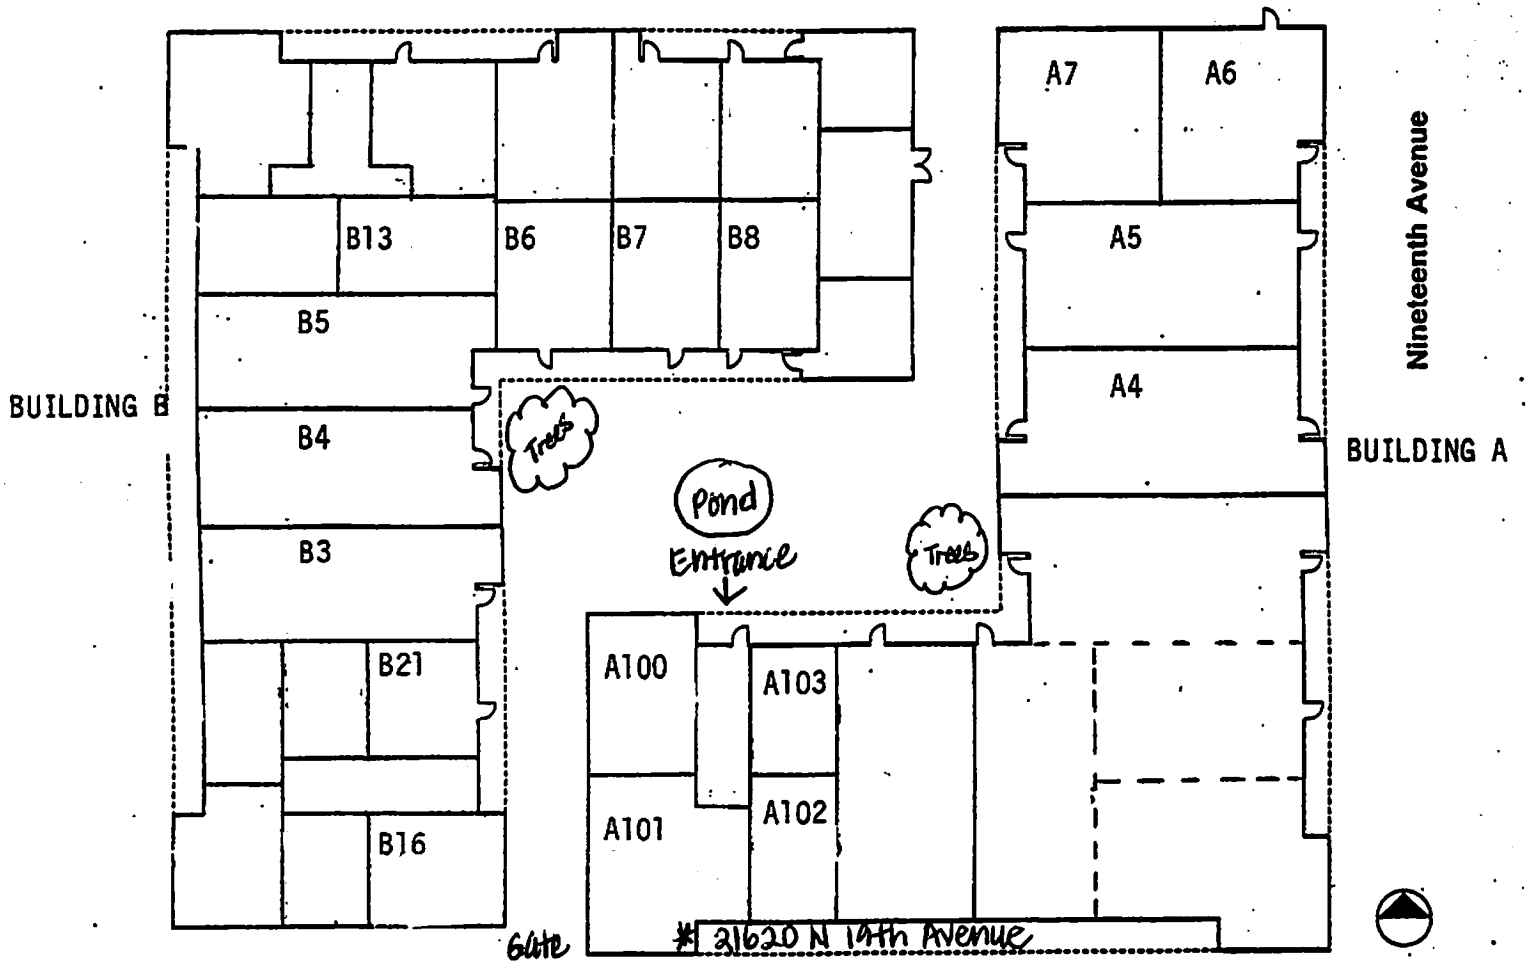 A7
A6
Nineteenth Avenue
B13
B6
B7
B8
A5
B5
A4
BUILDING B
B4
Trees
BUILDING A
Pond
B3
Entrance
Trees
B21
A100
A103
A101
A102
B16
Gate
* 21620 N 19th Avenue